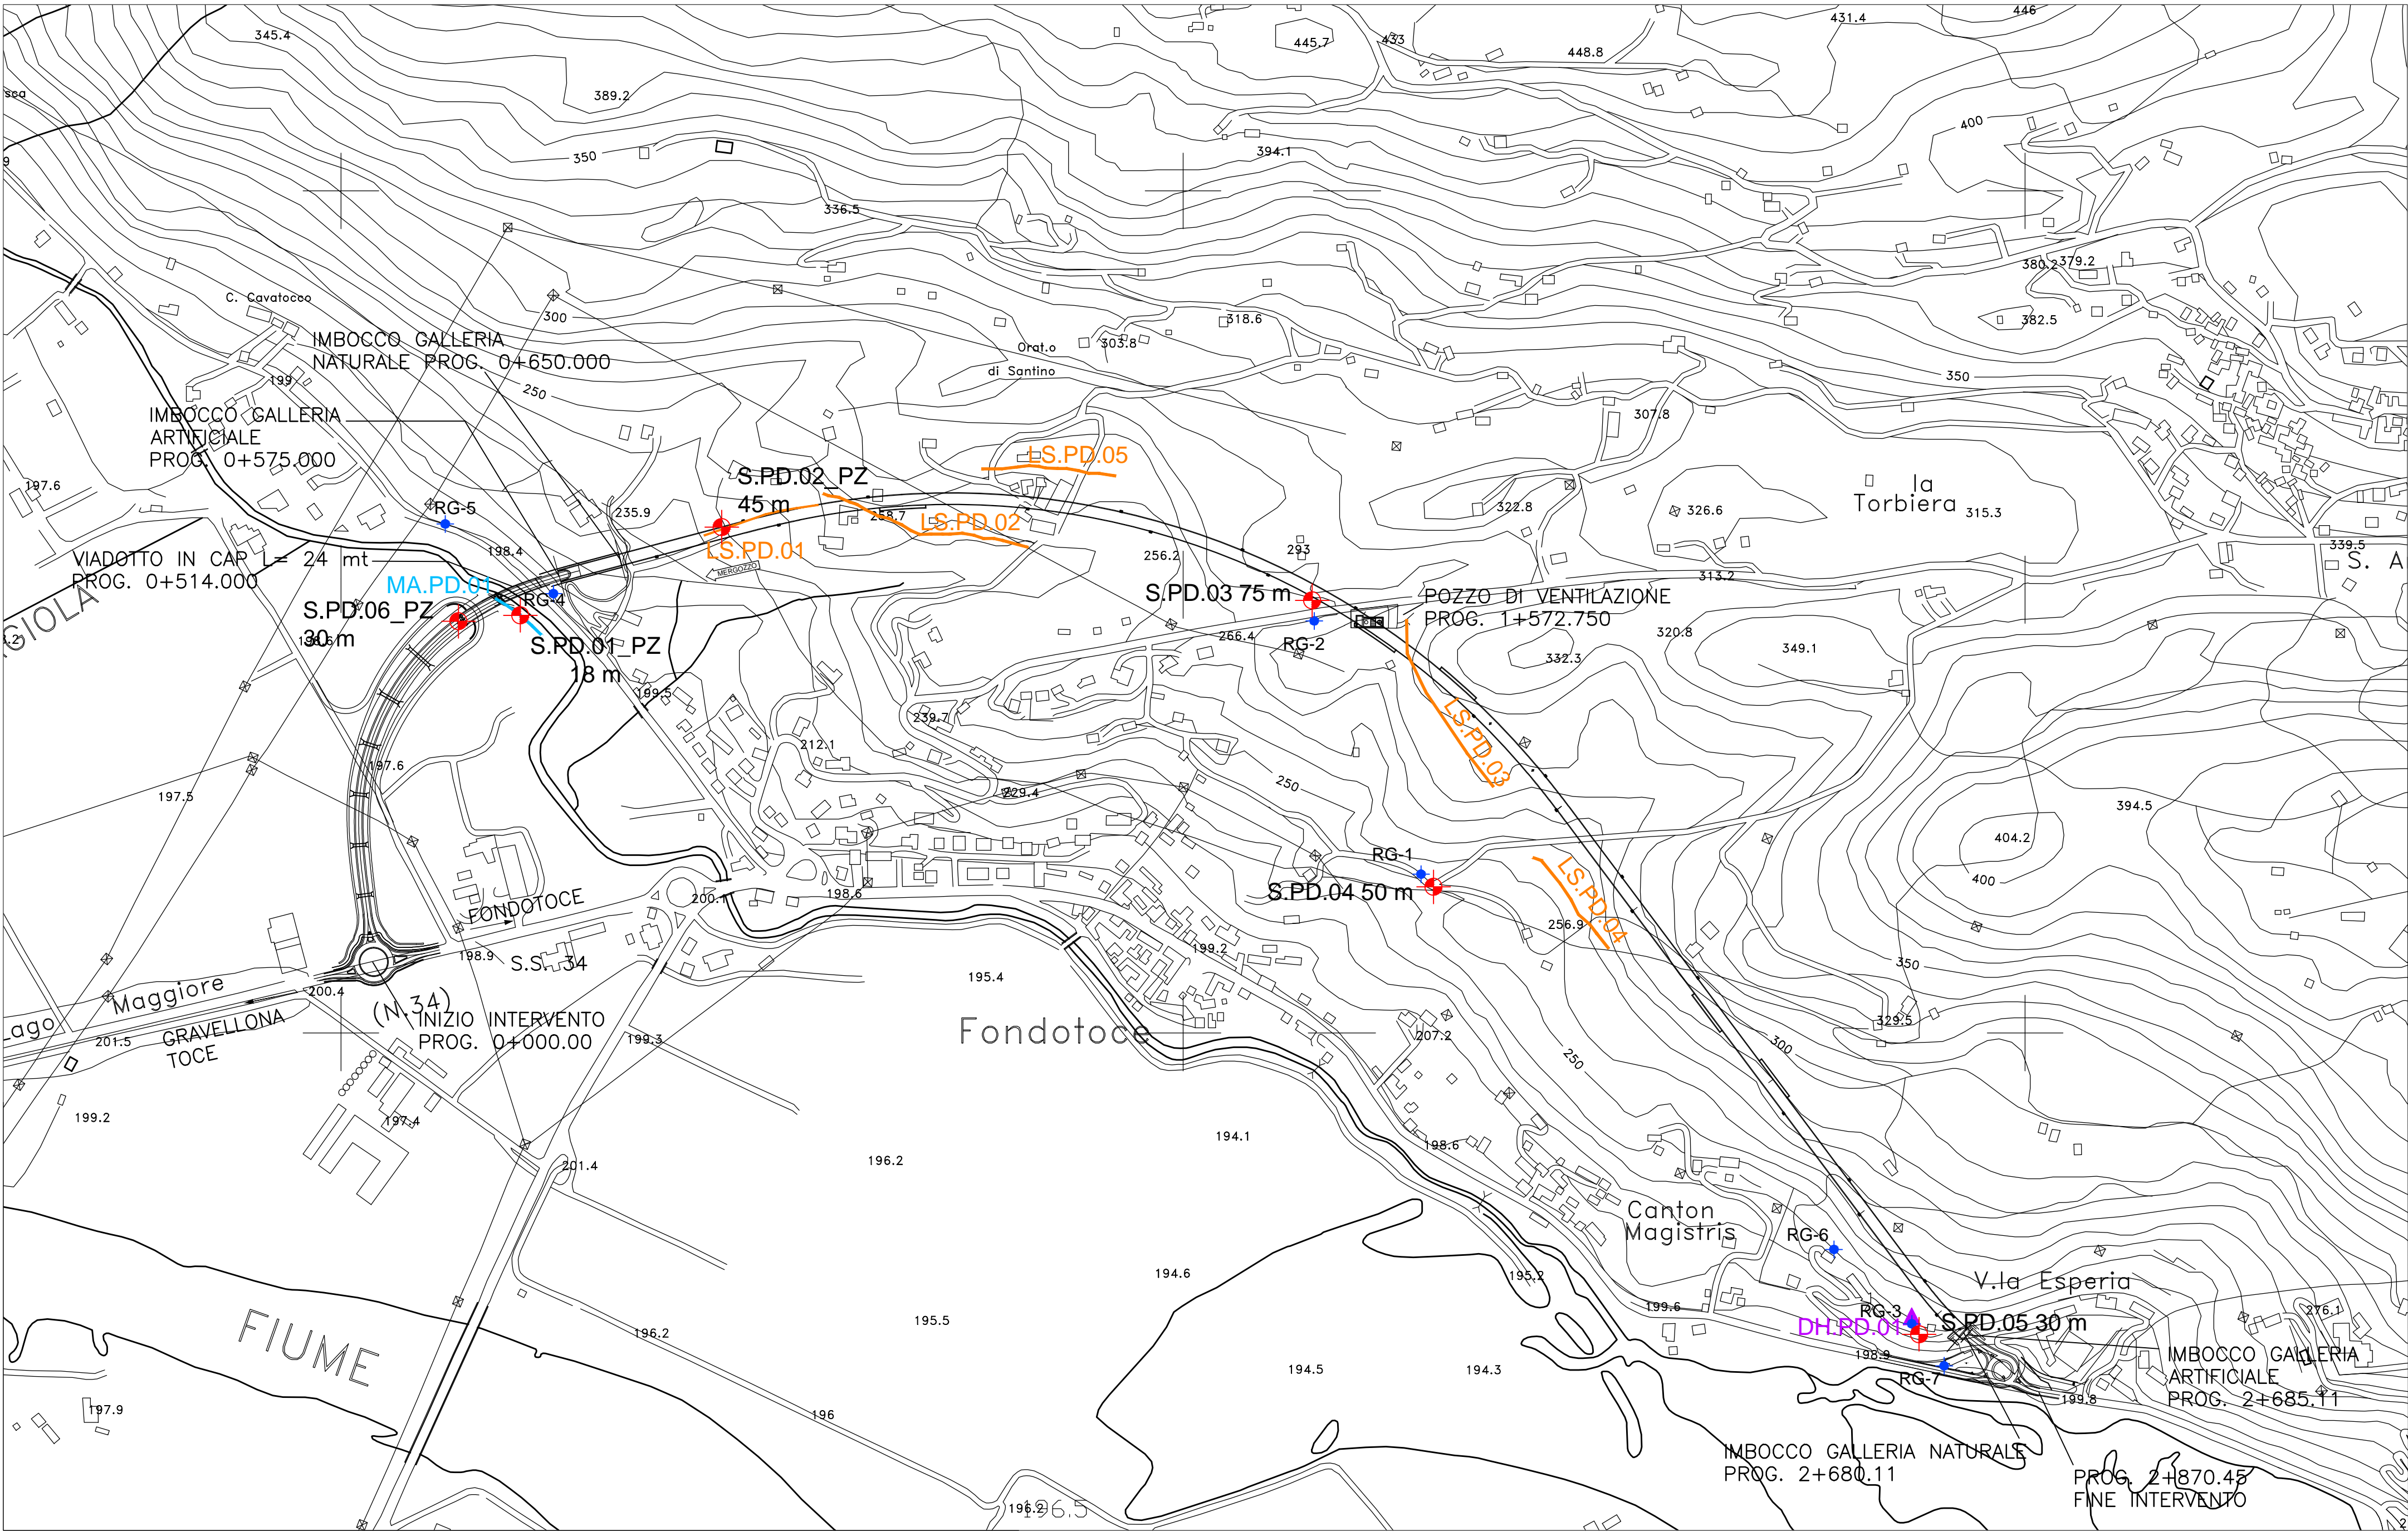 446
431.4
345.4
445.7
433
448.8
389.2
sca
400
350
394.1
336.5
380.2
379.2
C. Cavatocco
300
318.6
382.5
IMBOCCO GALLERIA
NATURALE PROG. 0+650.000
303.8
Orat.o
di Santino
199
350
250
IMBOCCO GALLERIA
ARTIFICIALE
PROG. 0+575.000
307.8
LS.PD.05
S.PD.02_PZ
45 m
197.6
la
Torbiera
315.3
RG-5
235.9
258.7
LS.PD.02
322.8
326.6
LS.PD.01
198.4
256.2
293
339.5
S. A
VIADOTTO IN CAP L= 24 mt
PROG. 0+514.000
MERGOZZO
313.2
MA.PD.01
RG-4
S.PD.03 75 m
POZZO DI VENTILAZIONE
PROG. 1+572.750
S.PD.06_PZ
30 m
GIOLA
266.4
RG-2
320.8
349.1
332.3
S.PD.01_PZ
18 m
199.5
239.7
LS.PD.03
212.1
197.6
197.5
250
229.4
394.5
404.2
RG-1
S.PD.04 50 m
400
198.6
200.1
FONDOTOCE
256.9
LS.PD.04
198.9
S.S. 34
199.2
195.4
350
Lago Maggiore
200.4
(N.34)
INIZIO INTERVENTO
PROG. 0+000.00
GRAVELLONA
TOCE
201.5
199.3
Fondotoce
329.5
207.2
300
250
199.2
197.4
194.1
198.6
196.2
201.4
Canton
Magistris
RG-6
194.6
195.2
V.la Esperia
199.6
RG-3
276.1
DH.PD.01
S.PD.05 30 m
195.5
196.2
FIUME
198.9
IMBOCCO GALLERIA
ARTIFICIALE
PROG. 2+685.11
194.5
194.3
RG-7
199.8
197.9
196
IMBOCCO GALLERIA NATURALE
PROG. 2+680.11
PROG. 2+870.45
FINE INTERVENTO
196.2
196.5